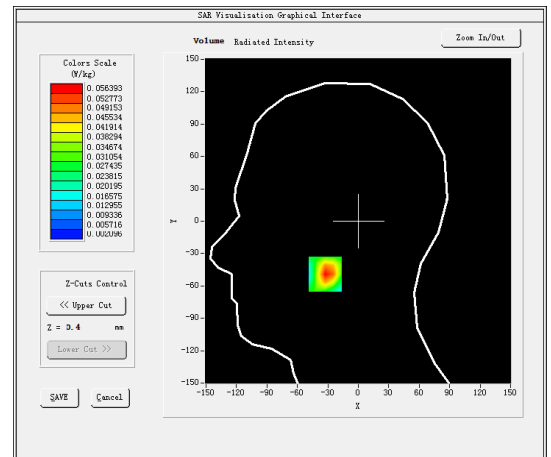 SAR Visualisation Graphical Interface
Volume Radiated Intensity
Zoom In/Out
Colors Scale
(W/kg)
0.056393
0.052773
0.049153
0.045534
0.041914
0.038294
0.034674
0.031054
0.027435
0.023815
0.020195
0.016575
0.012955
0.009336
0.005716
0.002096
Z-Cuts Control
<< Upper Cut
Z = 0.4 mm
Lower Cut >>
SAVE Cancel
150
120
90
60
30
Y 0
-30
-60
-90
-120
-150
-150 -120 -90 -60 -30 0 30 60 90 120 150
X